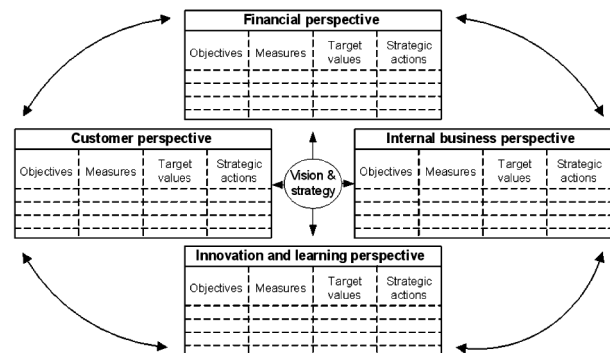 Financial perspective
Objectives Measures Target values Strategic actions
Customer perspective
Objectives Measures Target values Strategic actions
Vision & strategy
Internal business perspective
Objectives Measures Target values Strategic actions
Innovation and learning perspective
Objectives Measures Target values Strategic actions